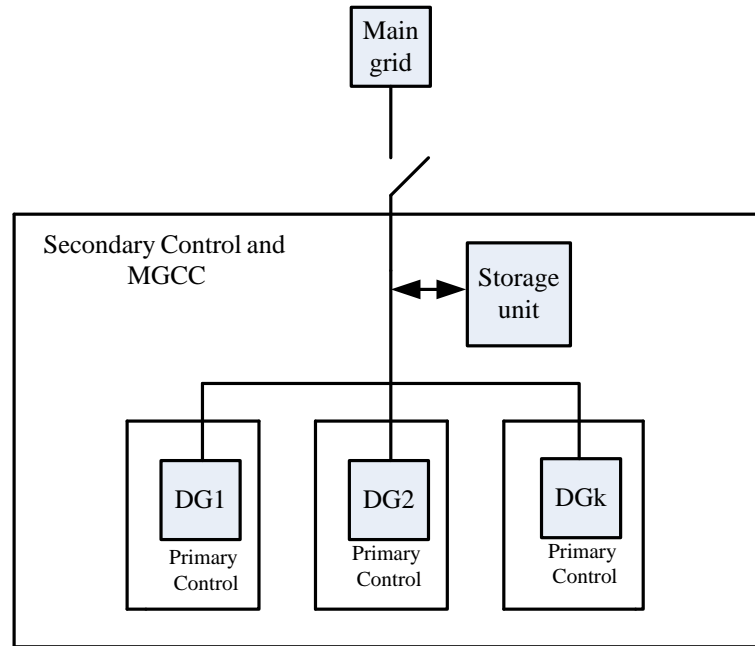 Main
grid
Secondary Control and
MGCC
Storage
unit
DG1
DG2
DGk
Primary
Control
Primary
Control
Primary
Control